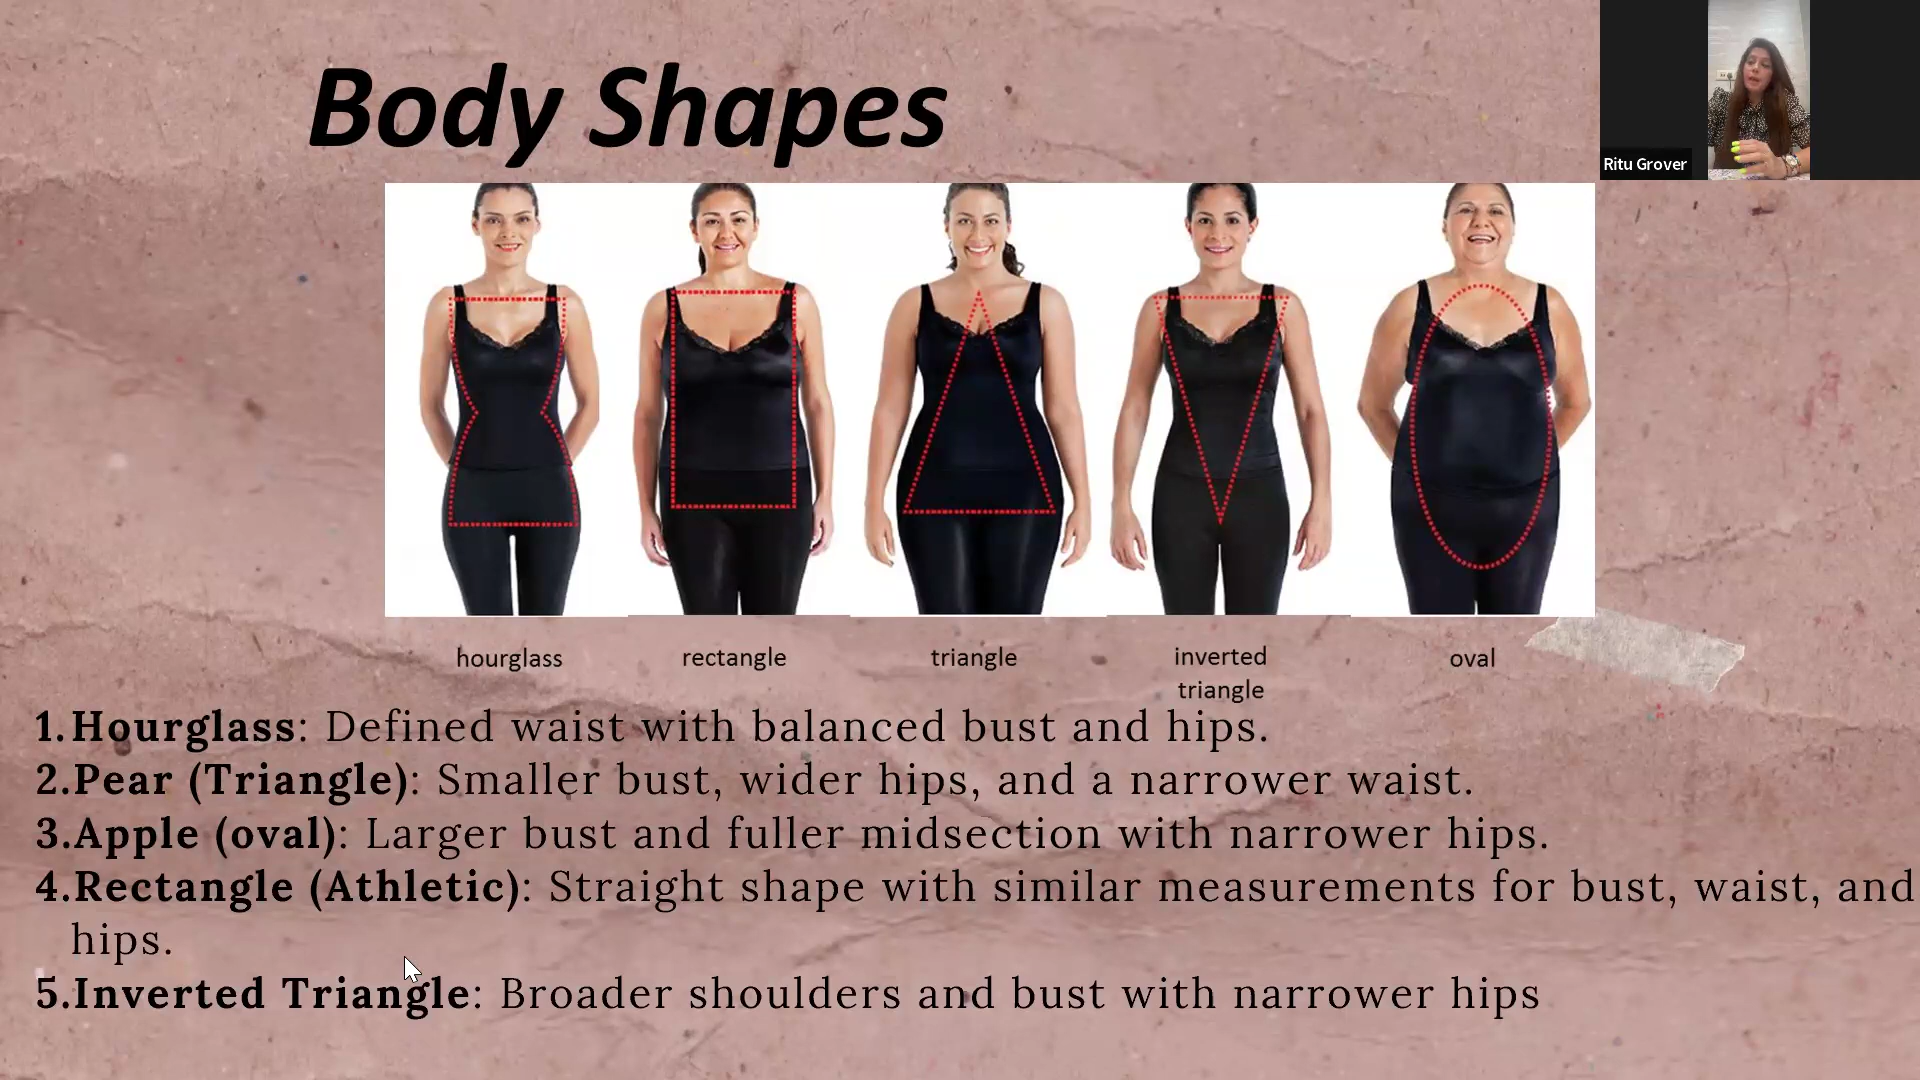 Body Shapes
Ritu Grover
hourglass
rectangle
triangle
inverted
triangle
oval
1.Hourglass: Defined waist with balanced bust and hips.
2.Pear (Triangle): Smaller bust, wider hips, and a narrower waist.
3.Apple (oval): Larger bust and fuller midsection with narrower hips.
4.Rectangle (Athletic): Straight shape with similar measurements for bust, waist, and
hips.
5.Inverted Triangle: Broader shoulders and bust with narrower hips